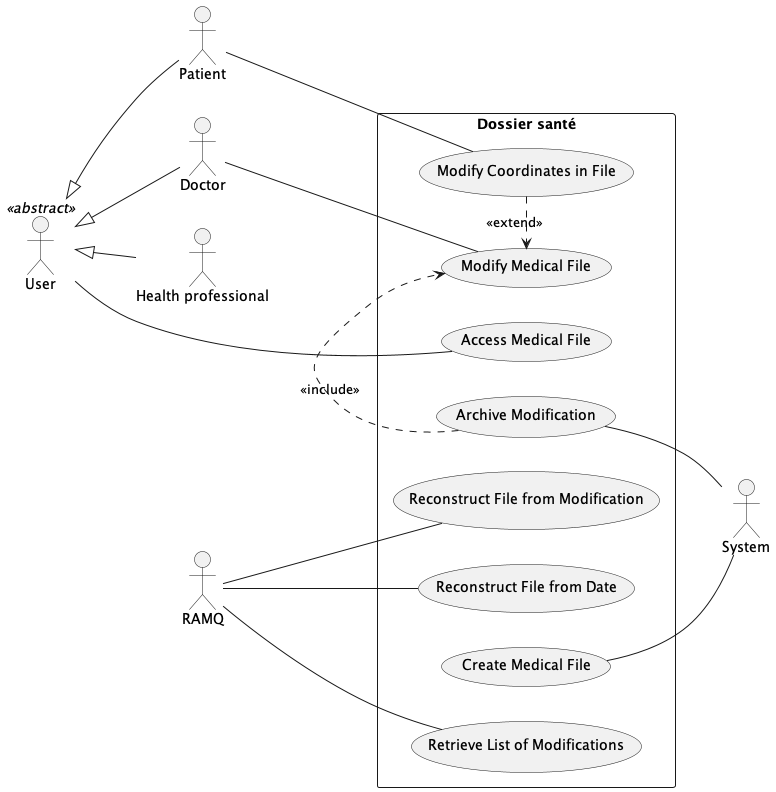 Patient
Dossier santé
Modify Coordinates in File
Doctor
«abstract»
«extend»
User
Health professional
Modify Medical File
Access Medical File
«include»
Archive Modification
Reconstruct File from Modification
System
RAMQ
Reconstruct File from Date
Create Medical File
Retrieve List of Modifications